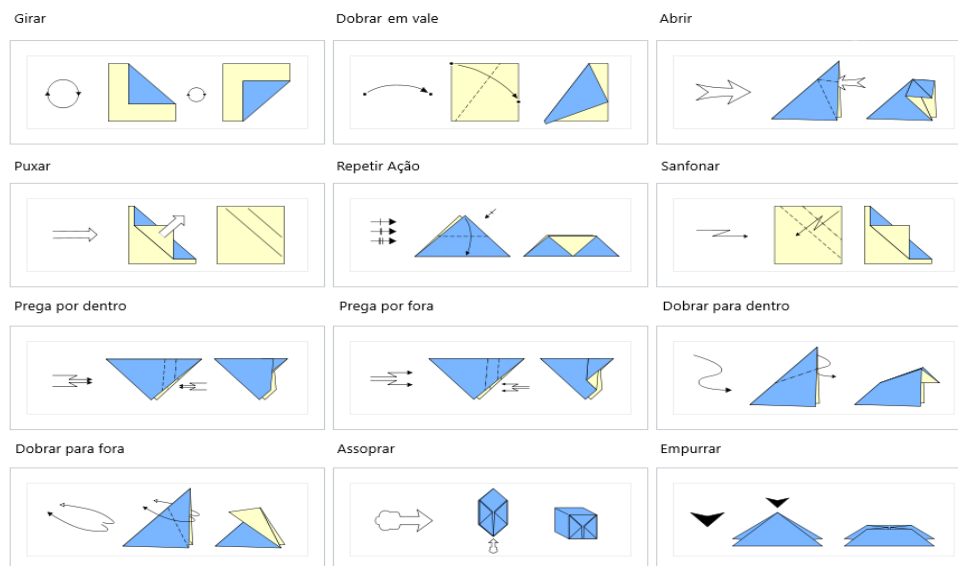 Girar
Dobrar em vale
Abrir
Puxar
Repetir Ação
Sanfonar
Prega por dentro
Prega por fora
Dobrar para dentro
Dobrar para fora
Assoprar
Empurrar